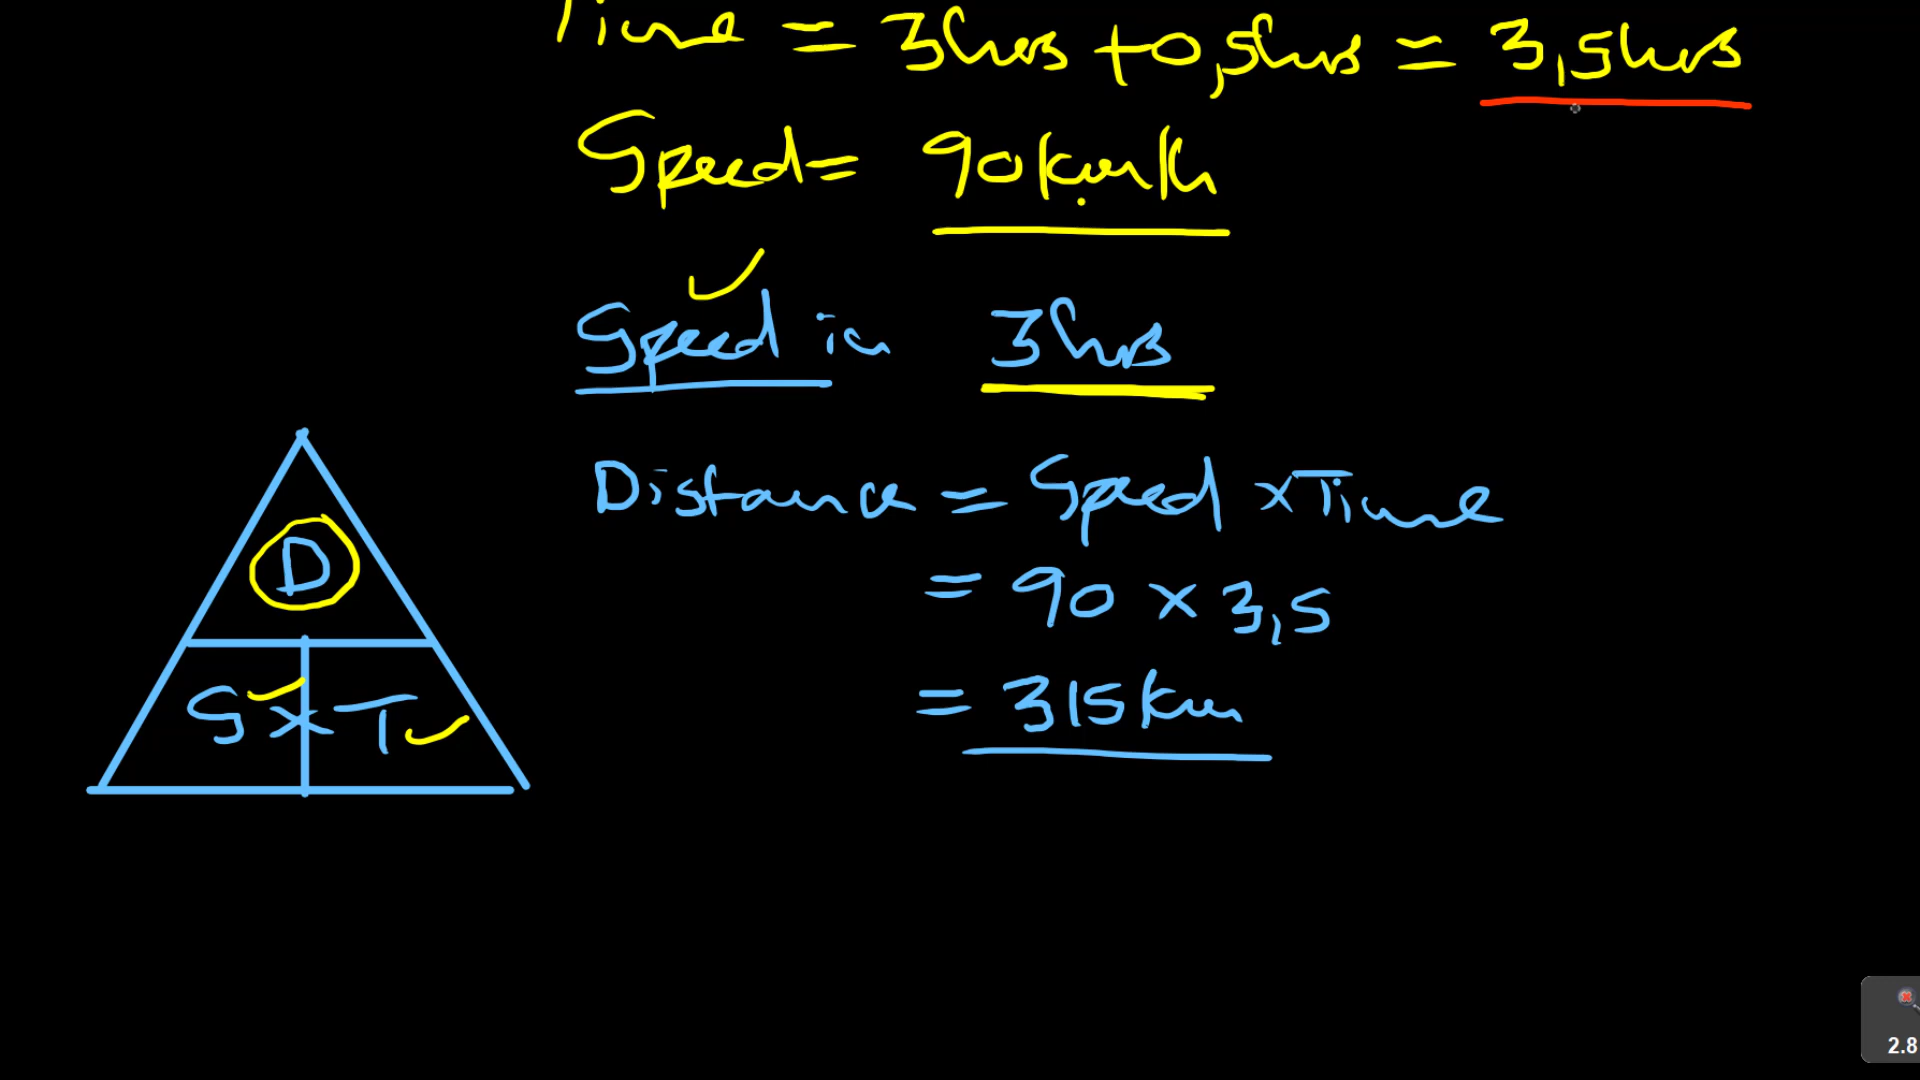 Time = 3hrs + 0,5hrs = 3,5hrs
Speed = 90km/h
Speed in 3hrs
Distance = Speed x Time
= 90 x 3,5
= 315km
D
S x T
2.8